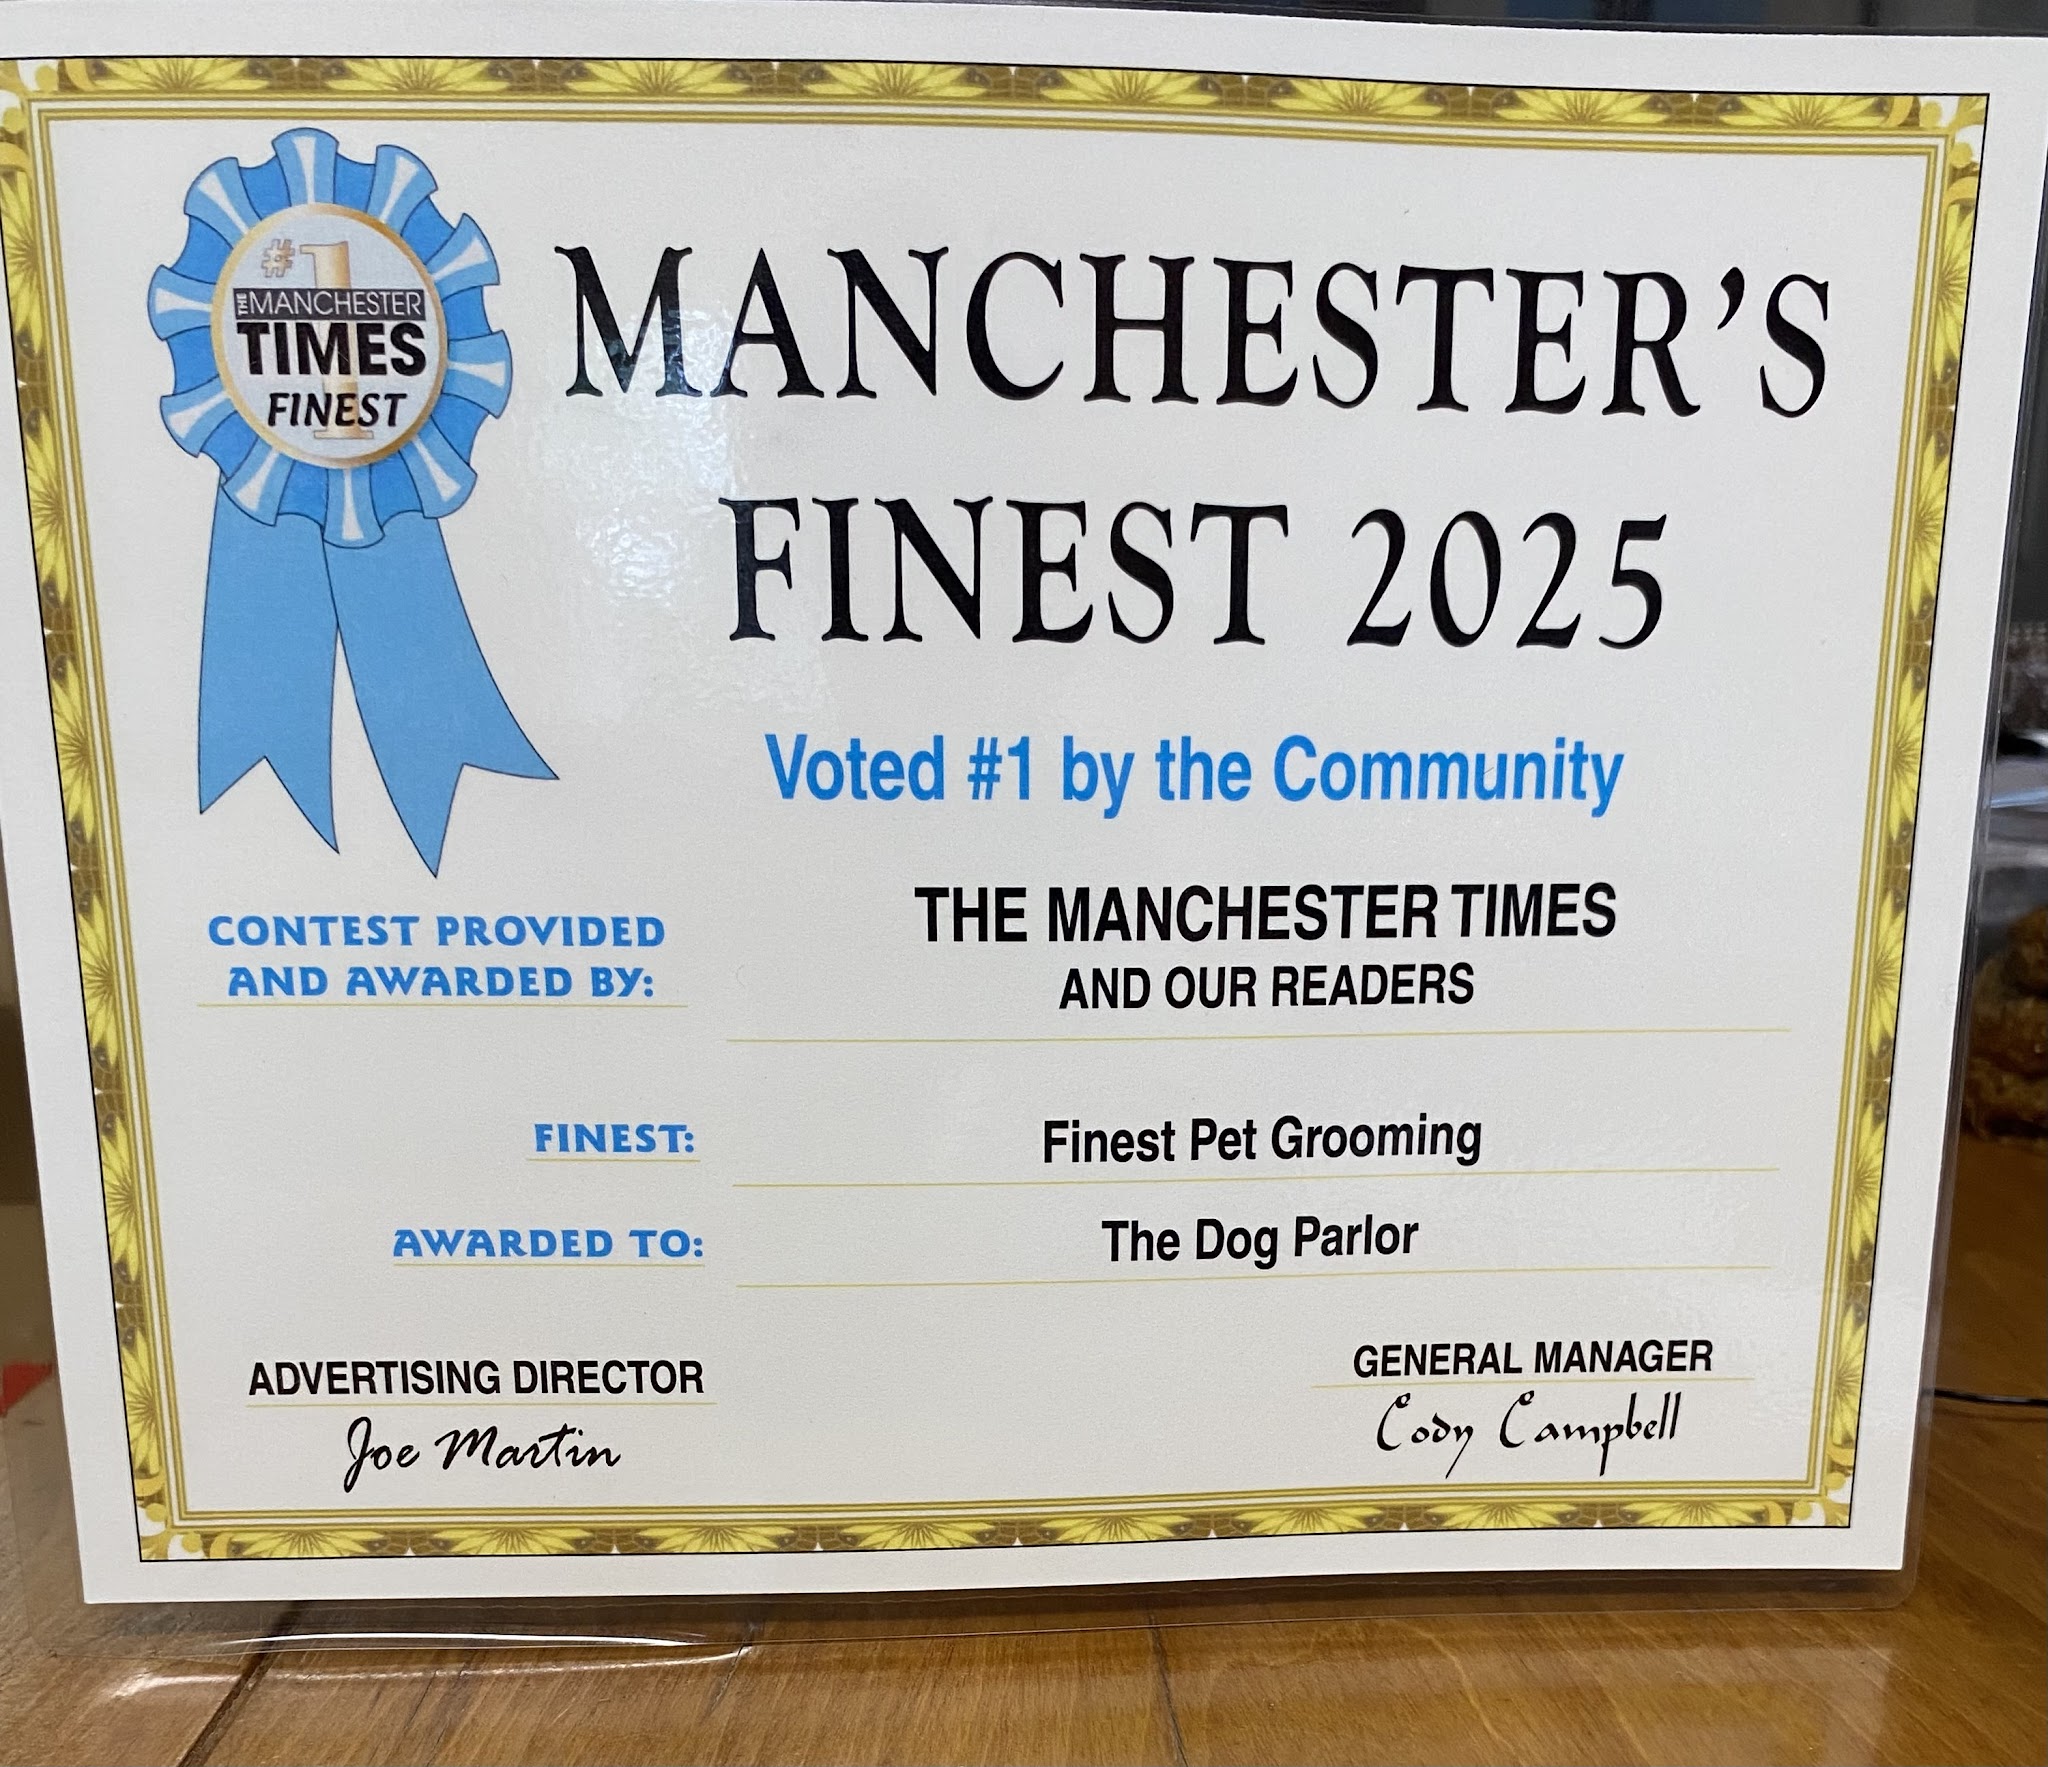 #1
THE MANCHESTER
TIMES
FINEST
MANCHESTER'S
FINEST 2025
Voted #1 by the Community
CONTEST PROVIDED
AND AWARDED BY:
THE MANCHESTER TIMES
AND OUR READERS
FINEST:
Finest Pet Grooming
AWARDED TO:
The Dog Parlor
ADVERTISING DIRECTOR
Joe Martin
GENERAL MANAGER
Cody Campbell